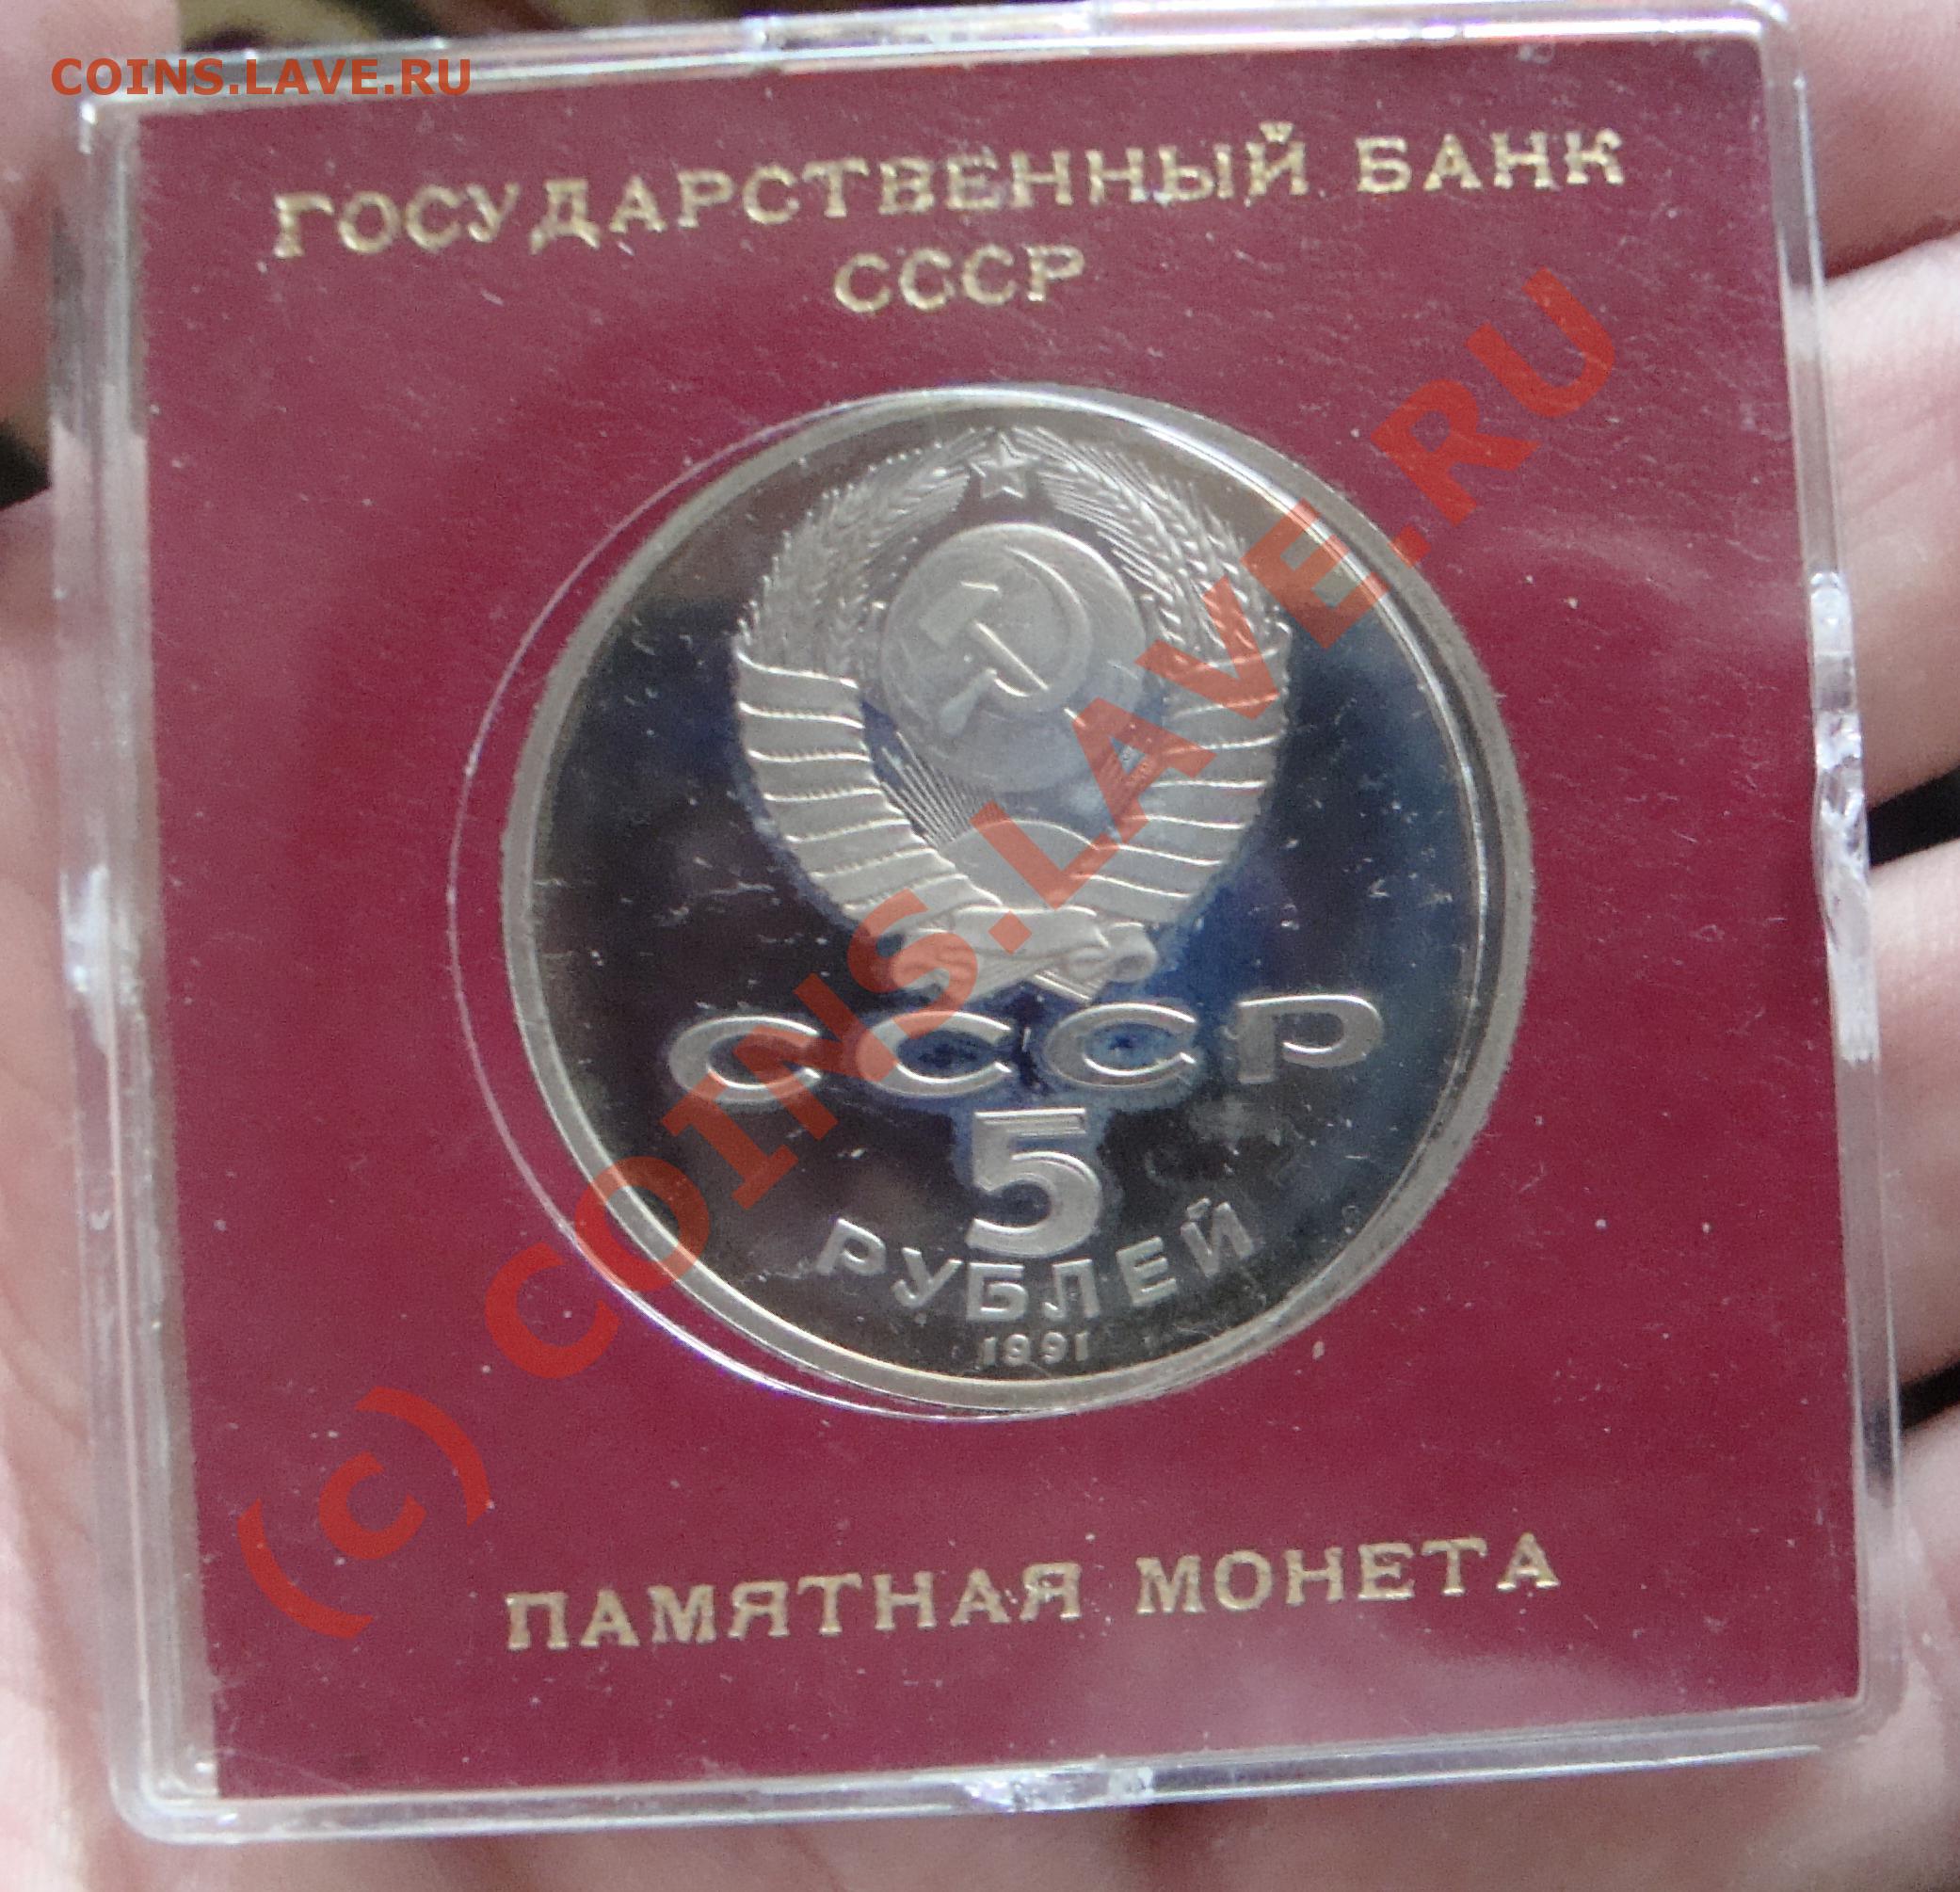 COINS.LAVE.RU
ГОСУДАРСТВЕННЫЙ БАНК
СССР
(c) COINS.LAVE.RU
СССР
5
РУБЛЕЙ
1991
ПАМЯТНАЯ МОНЕТА